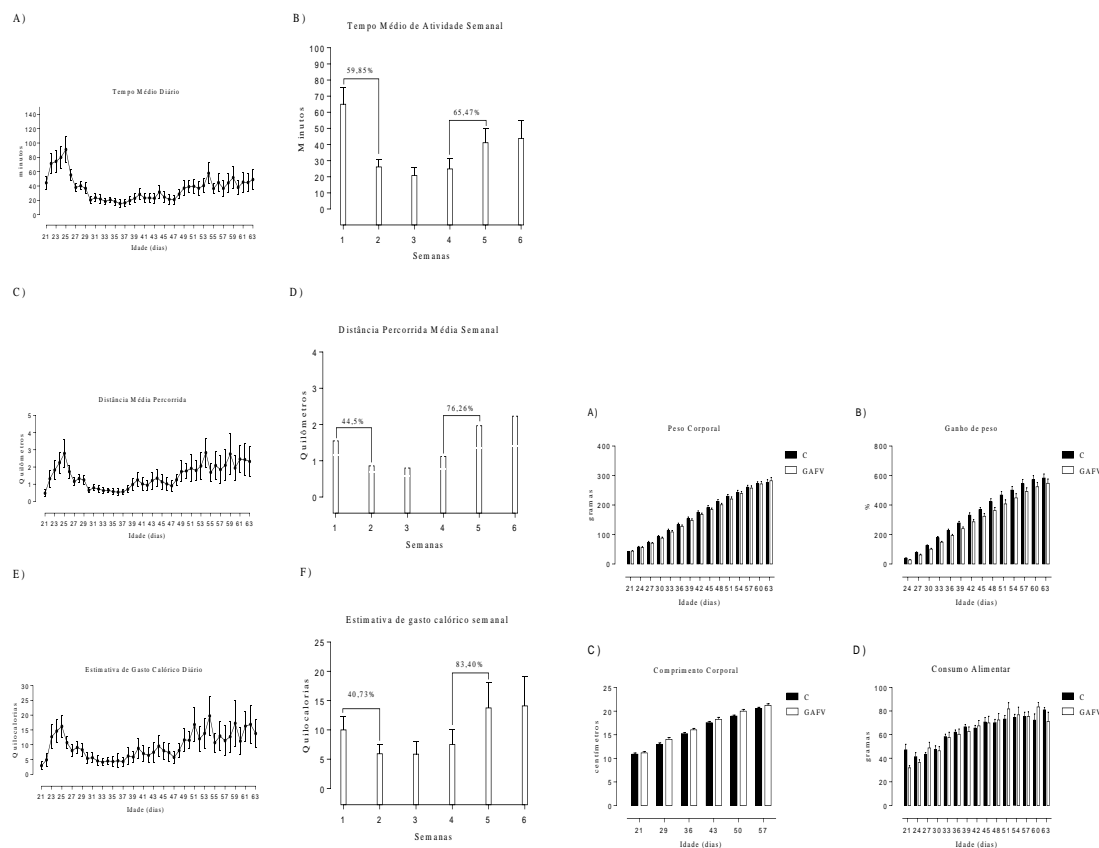 A)
Tempo Médio Diário
minutos
140
120
100
80
60
40
20
0
21 23 25 27 29 31 33 35 37 39 41 43 45 47 49 51 53 55 57 59 61 63
Idade (dias)
B)
Tempo Médio de Atividade Semanal
Minutos
100
90
80
70
60
50
40
30
20
10
0
59,85%
65,47%
1 2 3 4 5 6
Semanas
C)
Distância Média Percorrida
Quilômetros
5
4
3
2
1
0
21 23 25 27 29 31 33 35 37 39 41 43 45 47 49 51 53 55 57 59 61 63
Idade (dias)
D)
Distância Percorrida Média Semanal
Quilômetros
4
3
2
1
0
44,5%
76,26%
1 2 3 4 5 6
Semanas
E)
Estimativa de Gasto Calórico Diário
Quilocalorias
30
25
20
15
10
5
0
21 23 25 27 29 31 33 35 37 39 41 43 45 47 49 51 53 55 57 59 61 63
Idade (dias)
F)
Estimativa de gasto calórico semanal
Quilocalorias
25
20
15
10
5
0
40,73%
83,40%
1 2 3 4 5 6
Semanas
A)
Peso Corporal
gramas
400
300
200
100
0
C
GAFV
21 24 27 30 33 36 39 42 45 48 51 54 57 60 63
Idade (dias)
B)
Ganho de peso
%
800
600
400
200
0
C
GAFV
24 27 30 33 36 39 42 45 48 51 54 57 60 63
Idade (dias)
C)
Comprimento Corporal
centímetros
25
20
15
10
5
0
C
GAFV
21 29 36 43 50 57
Idade (dias)
D)
Consumo Alimentar
gramas
100
80
60
40
20
0
C
GAFV
21 24 27 30 33 36 39 42 45 48 51 54 57 60 63
Idade (dias)